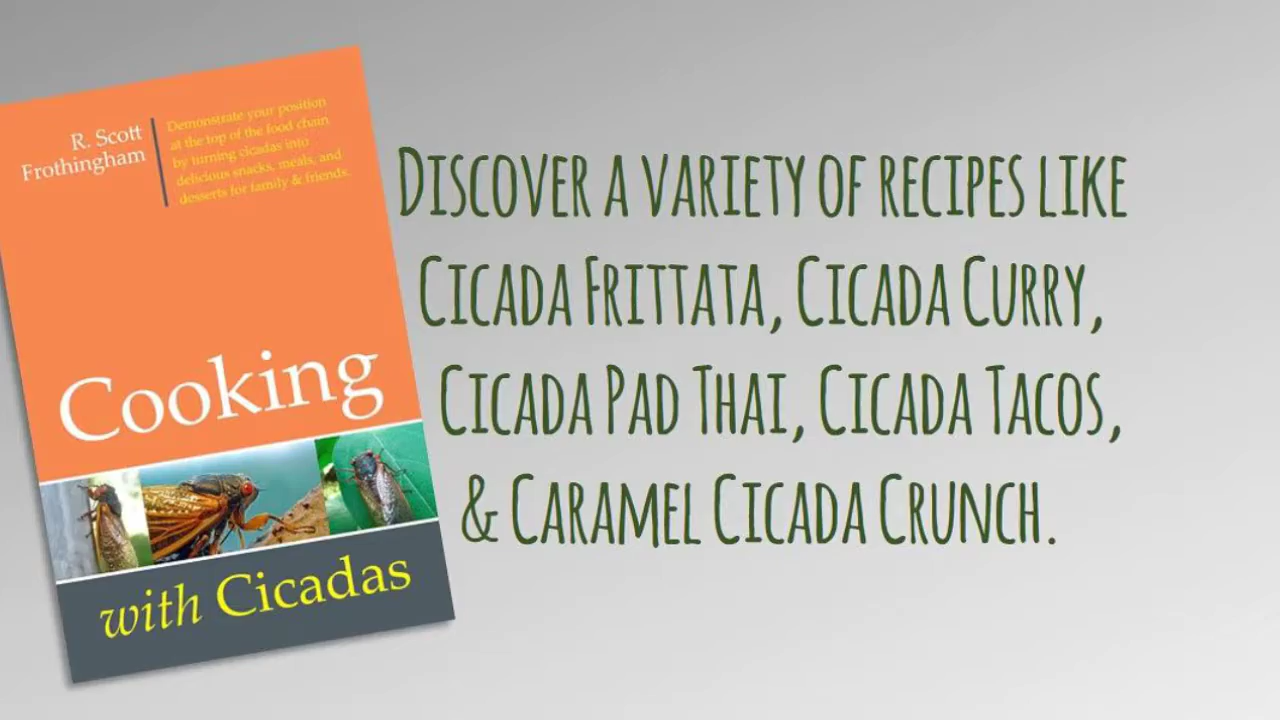 R. Scott
Frothingham
Demonstrate your position
at the top of the food chain
by turning cicadas into
delicious snacks, meals, and
desserts for family & friends.
Cooking
with Cicadas
DISCOVER A VARIETY OF RECIPES LIKE
CICADA FRITTATA, CICADA CURRY,
CICADA PAD THAI, CICADA TACOS,
& CARAMEL CICADA CRUNCH.